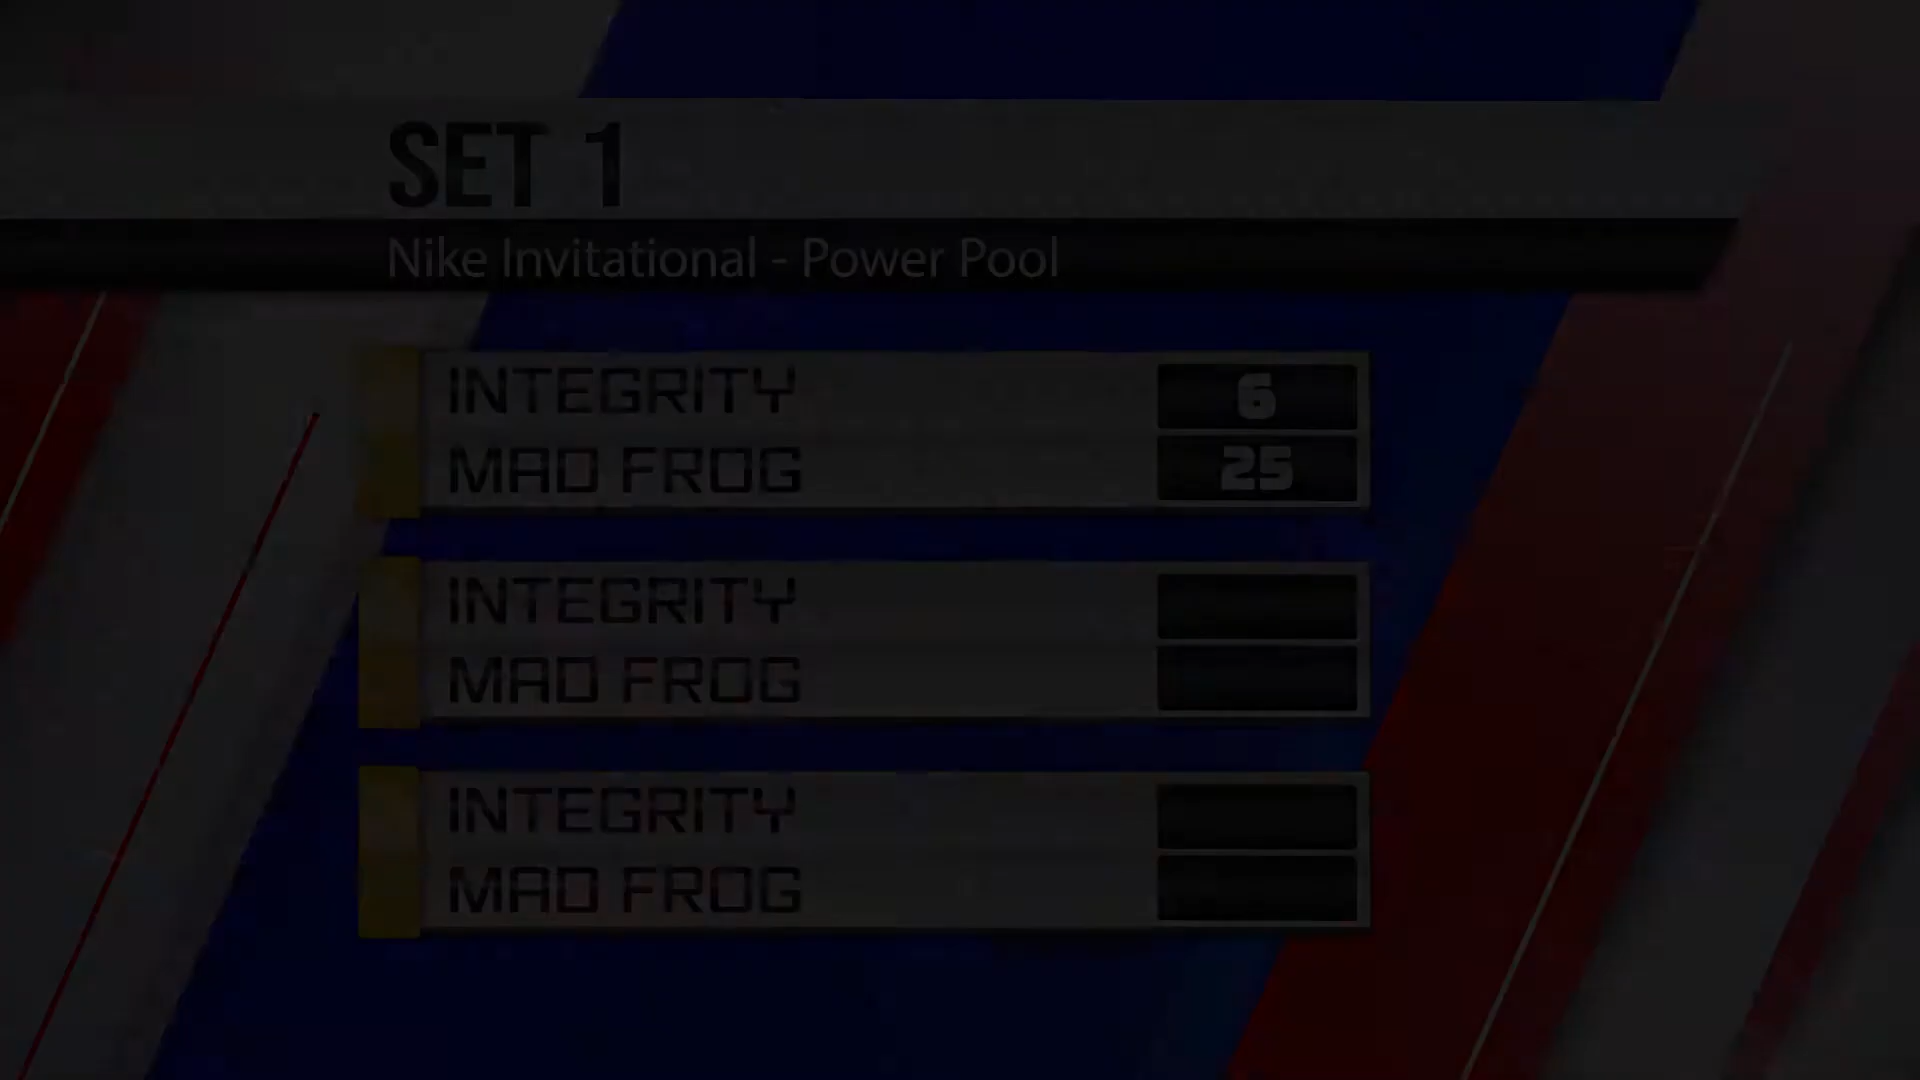 SET 1
Nike Invitational - Power Pool
INTEGRITY 6
MAD FROG 25
INTEGRITY
MAD FROG
INTEGRITY
MAD FROG